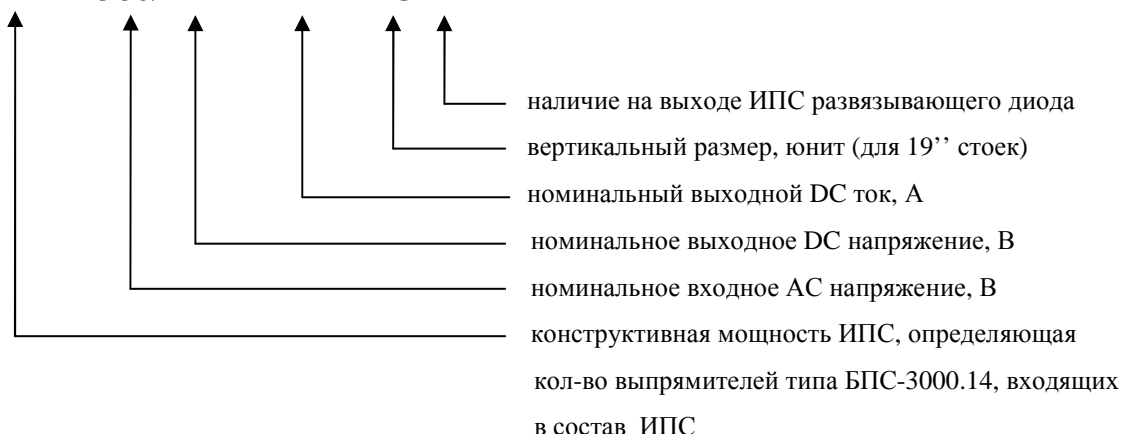 наличие на выходе ИПС развязывающего диода
вертикальный размер, юнит (для 19’’ стоек)
номинальный выходной DC ток, А
номинальное выходное DC напряжение, В
номинальное входное AC напряжение, В
конструктивная мощность ИПС, определяющая
кол-во выпрямителей типа БПС-3000.14, входящих
в состав ИПС